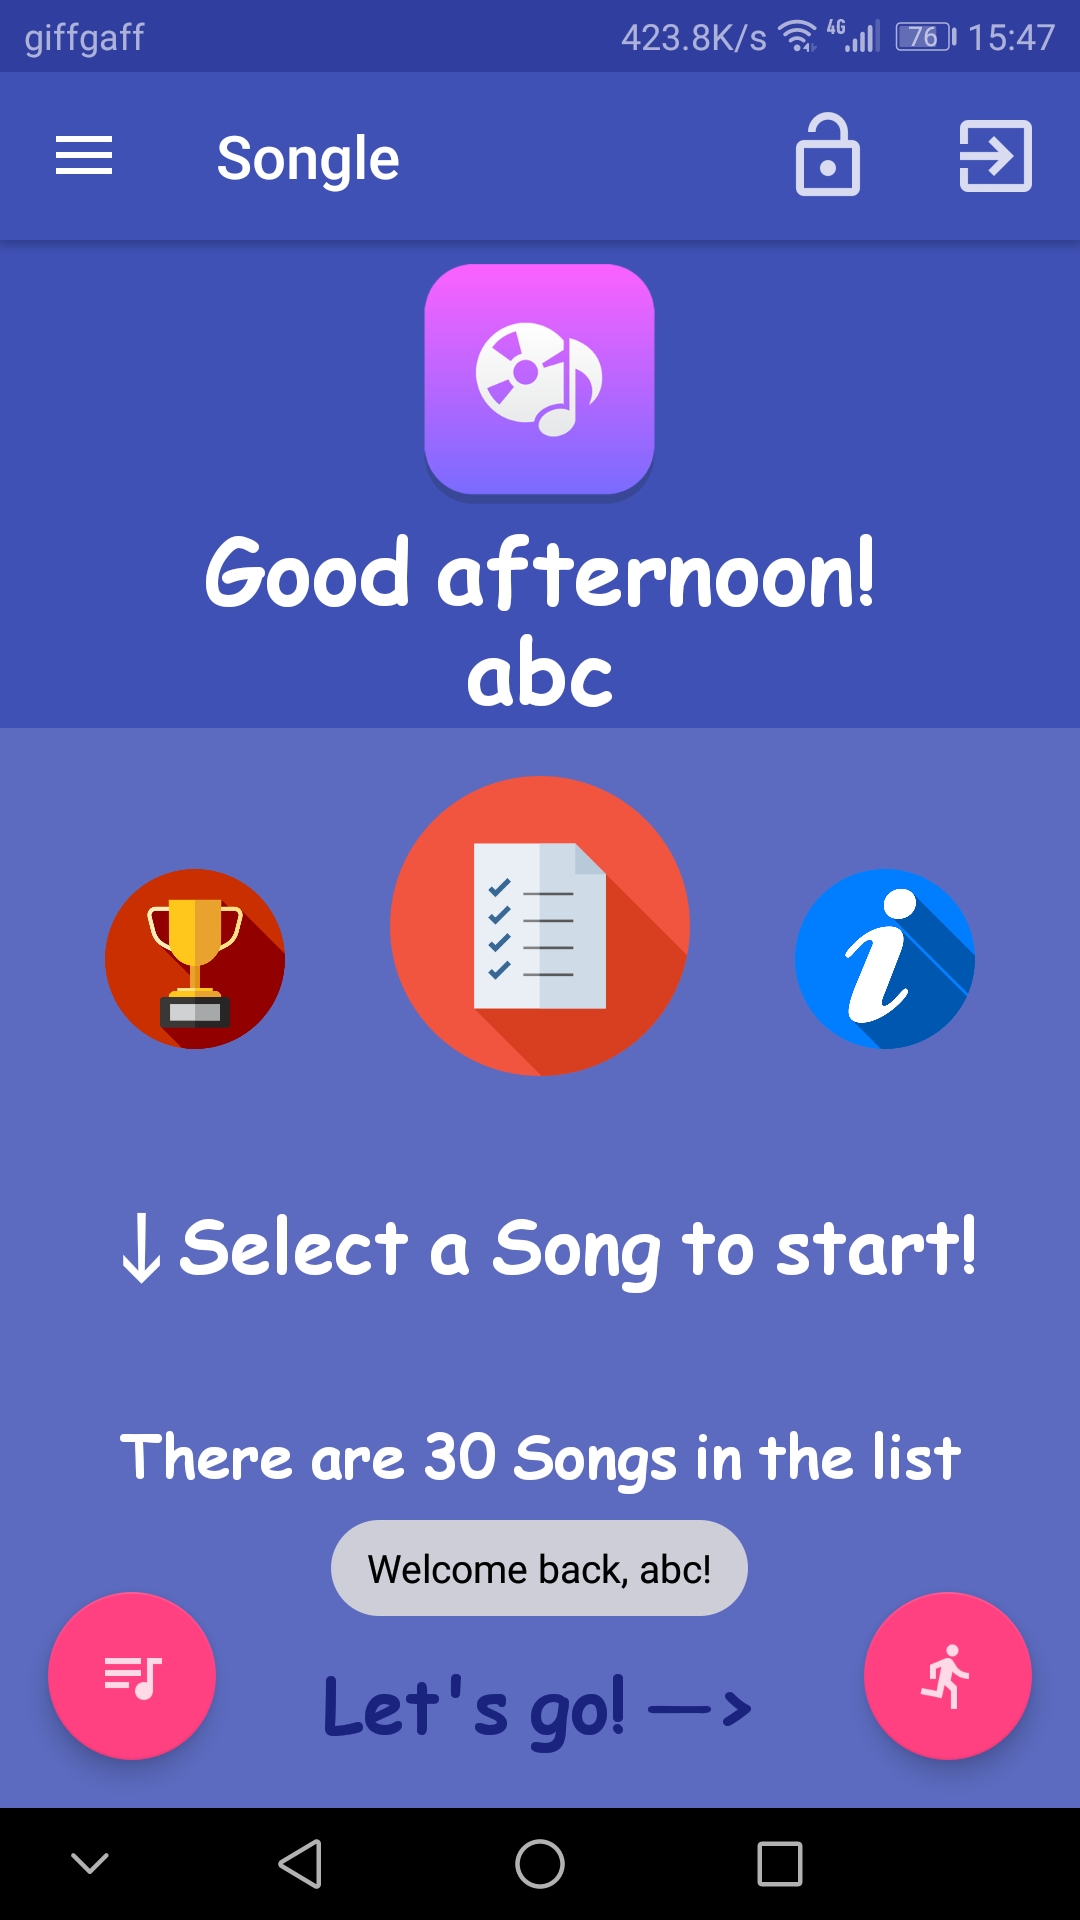 giffgaff 423.8K/s 4G 76 15:47
Songle
Good afternoon!
abc
↓ Select a Song to start!
There are 30 Songs in the list
Welcome back, abc!
Let's go! —>